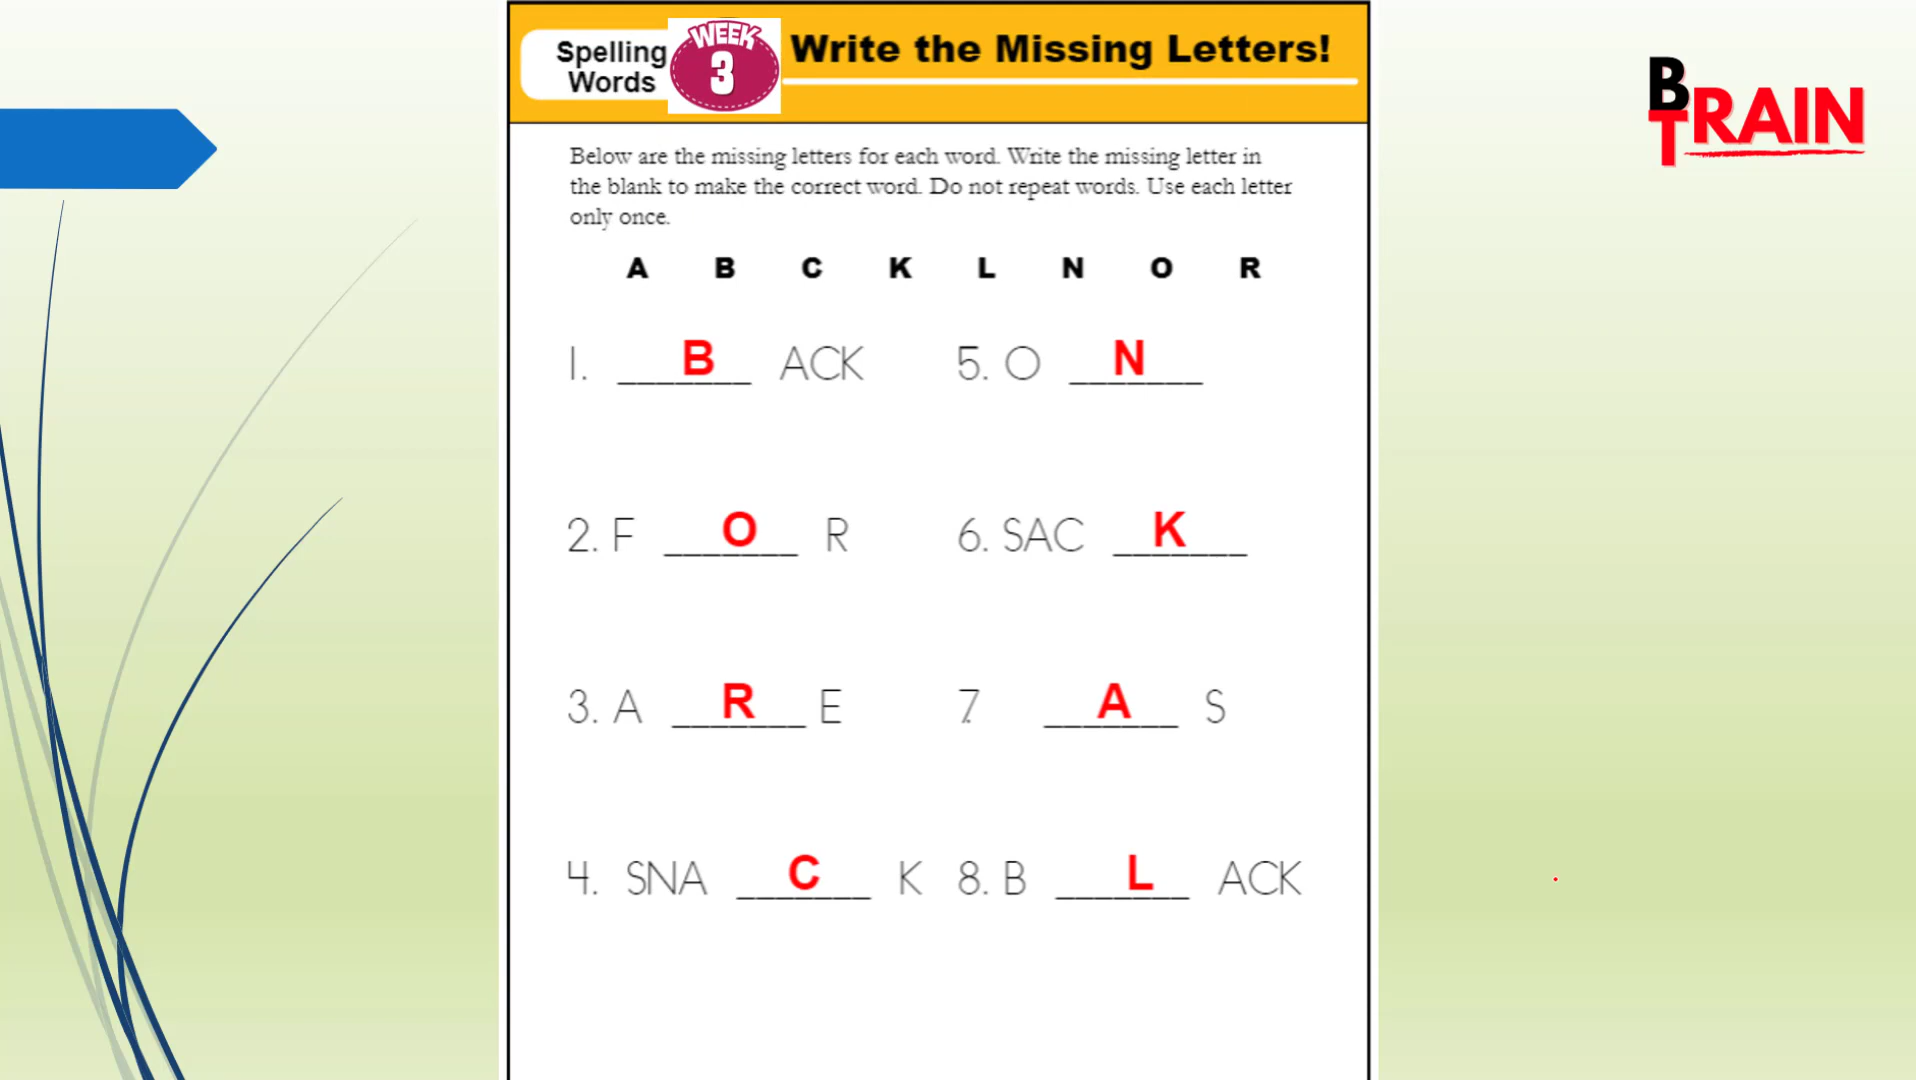 Spelling Words
WEEK 3
Write the Missing Letters!
B
TRAIN
Below are the missing letters for each word. Write the missing letter in
the blank to make the correct word. Do not repeat words. Use each letter
only once.
A B C K L N O R
1. B ACK
5. O N
2. F O R
6. SAC K
3. A R E
7. A S
4. SNA C K
8. B L ACK